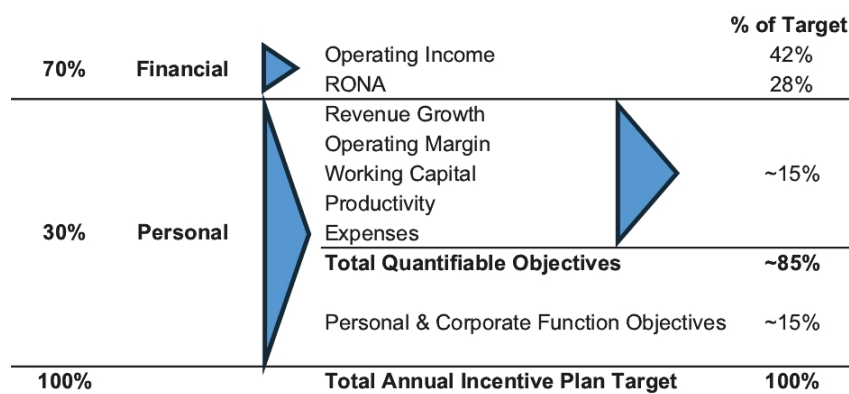 % of Target
70% Financial Operating Income 42%
RONA 28%
Revenue Growth
Operating Margin
Working Capital ~15%
Productivity
30% Personal Expenses
Total Quantifiable Objectives ~85%
Personal & Corporate Function Objectives ~15%
100% Total Annual Incentive Plan Target 100%